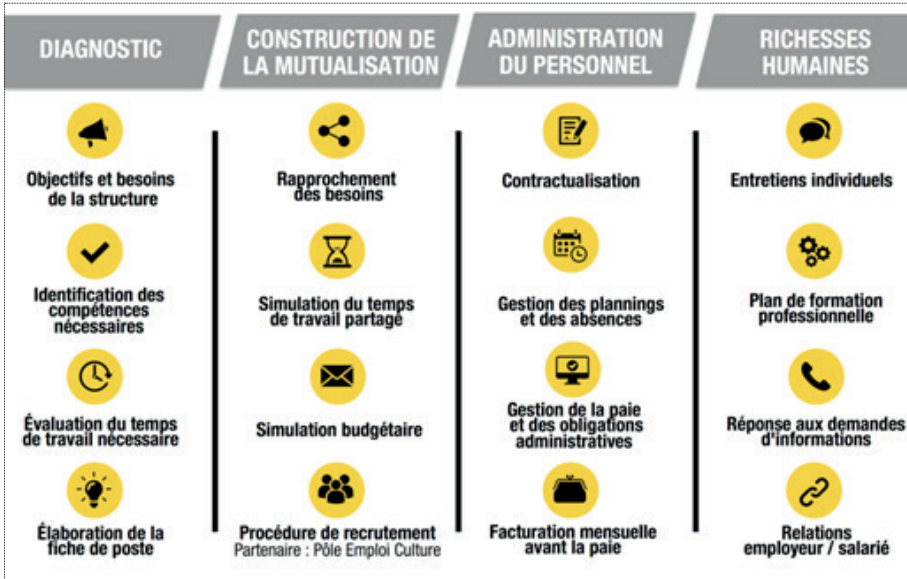 DIAGNOSTIC
Objectifs et besoins
de la structure
Identification des
compétences
nécessaires
Évaluation du temps
de travail nécessaire
Élaboration de la
fiche de poste
CONSTRUCTION DE
LA MUTUALISATION
Rapprochement
des besoins
Simulation du temps
de travail partagé
Simulation budgétaire
Procédure de recrutement
Partenaire : Pôle Emploi Culture
ADMINISTRATION
DU PERSONNEL
Contractualisation
Gestion des plannings
et des absences
Gestion de la paie
et des obligations
administratives
Facturation mensuelle
avant la paie
RICHESSES
HUMAINES
Entretiens individuels
Plan de formation
professionnelle
Réponse aux demandes
d'informations
Relations
employeur / salarié